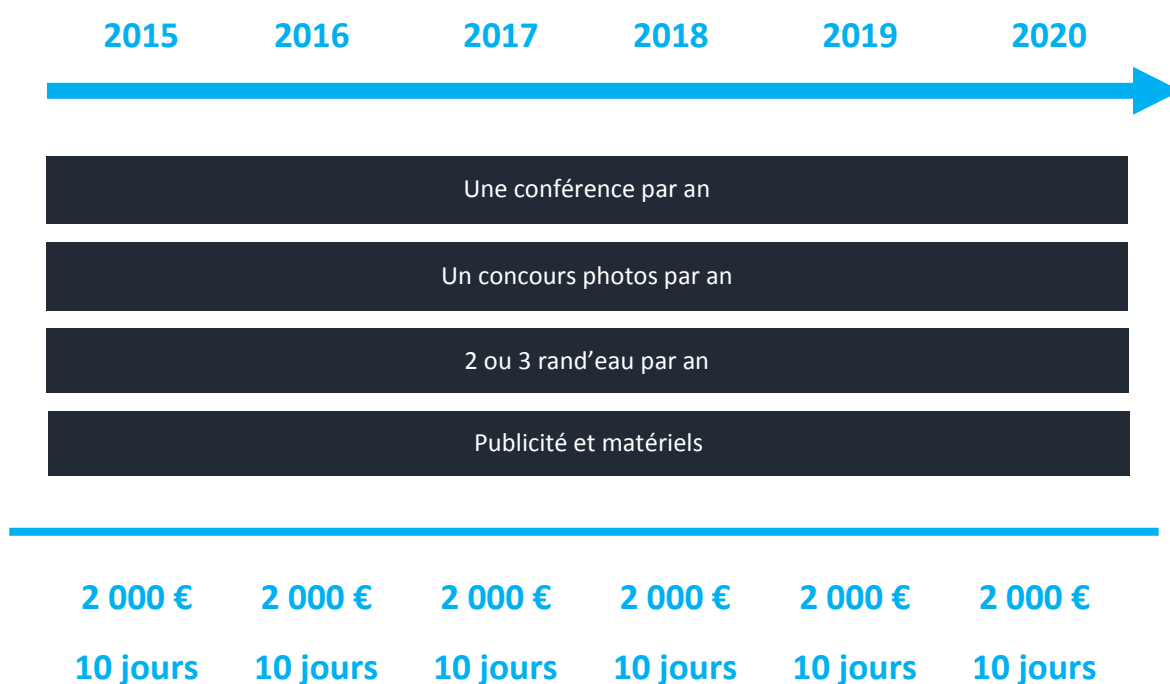 2015 2016 2017 2018 2019 2020
Une conférence par an
Un concours photos par an
2 ou 3 rand’eau par an
Publicité et matériels
2 000 € 2 000 € 2 000 € 2 000 € 2 000 € 2 000 €
10 jours 10 jours 10 jours 10 jours 10 jours 10 jours